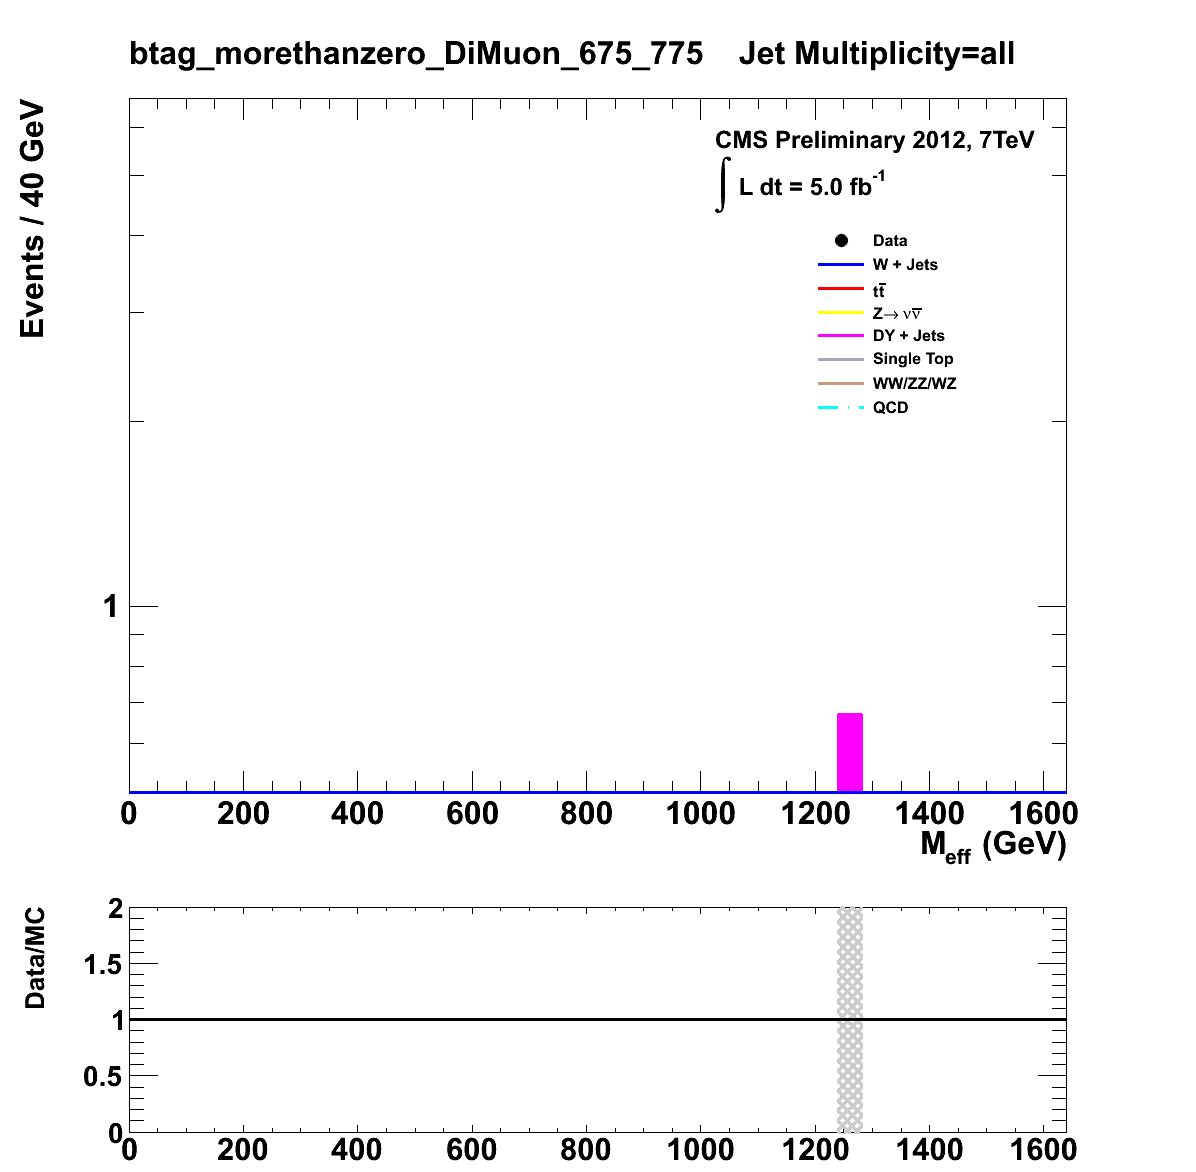 btag_morethanzero_DiMuon_675_775 Jet Multiplicity=all
Events / 40 GeV
CMS Preliminary 2012, 7TeV
∫ L dt = 5.0 fb⁻¹
Data
W + Jets
tt̅
Z→ νν̅
DY + Jets
Single Top
WW/ZZ/WZ
QCD
1
0 200 400 600 800 1000 1200 1400 1600
M_eff (GeV)
Data/MC
2
1.5
1
0.5
0
0 200 400 600 800 1000 1200 1400 1600